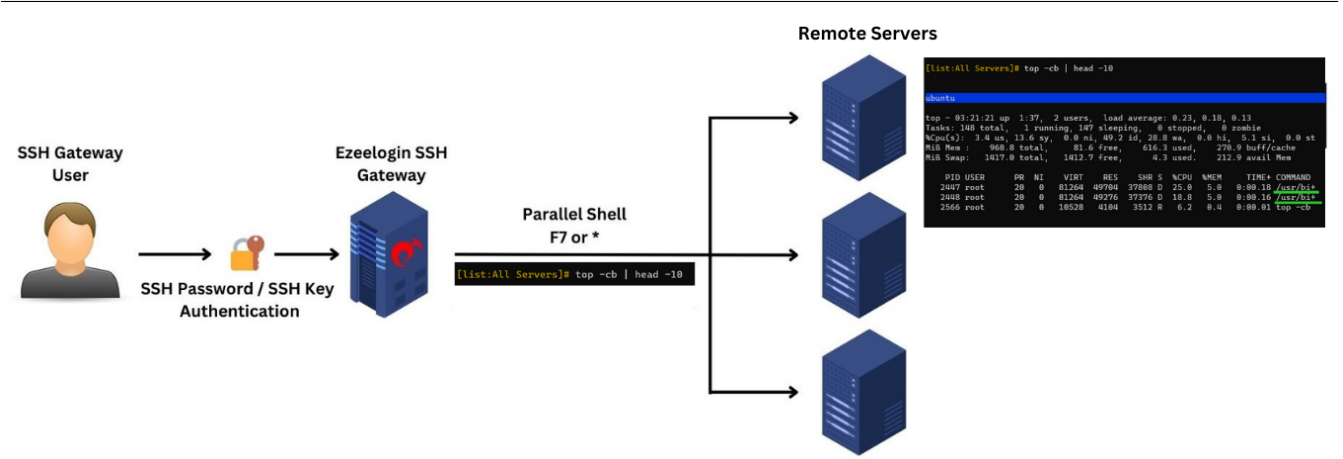 Remote Servers
[list:All Servers]# top -cb | head -10
ubuntu
top - 03:21:21 up  1:37,  2 users,  load average: 0.23, 0.18, 0.13
Tasks: 148 total,   1 running, 147 sleeping,   0 stopped,   0 zombie
%Cpu(s):  3.4 us, 13.6 sy,  0.0 ni, 49.2 id, 28.8 wa,  0.0 hi,  5.1 si,  0.0 st
MiB Mem :    968.8 total,     81.6 free,    616.3 used,    270.9 buff/cache
MiB Swap:   1417.0 total,   1412.7 free,      4.3 used.    212.9 avail Mem
PID USER      PR  NI    VIRT    RES    SHR S  %CPU  %MEM     TIME+ COMMAND
2447 root      20   0   81264  49704  37808 D  25.0   5.0   0:00.18 /usr/bi+
2448 root      20   0   81264  49276  37376 D  18.8   5.0   0:00.16 /usr/bi+
2566 root      20   0   10528   4104   3512 R   6.2   0.4   0:00.01 top -cb
SSH Gateway
User
Ezeelogin SSH
Gateway
Parallel Shell
F7 or *
[list:All Servers]# top -cb | head -10
SSH Password / SSH Key
Authentication